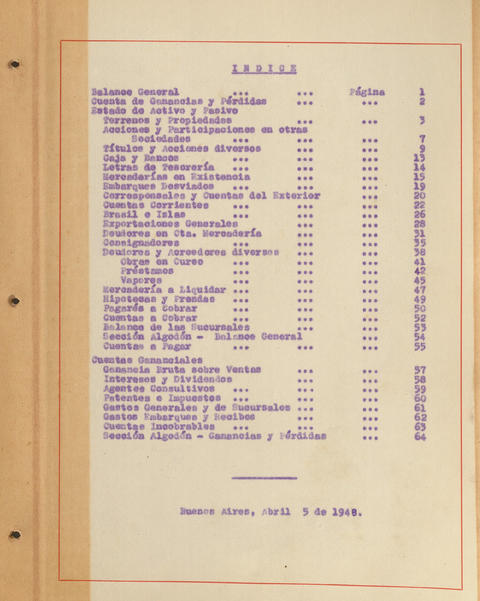 I N D I C E
Balance General ... ... Página 1
Cuenta de Ganancias y Pérdidas ... ... 2
Estado de Activo y Pasivo
Terrenos y Propiedades ... ... 3
Acciones y Participaciones en otras
Sociedades ... ... ... 7
Títulos y Acciones diversos ... ... 9
Caja y Bancos ... ... ... 13
Letras de Tesorería ... ... ... 14
Mercaderías en Existencia ... ... 15
Embarques Desviados ... ... ... 19
Corresponsales y Cuentas del Exterior ... 20
Cuentas Corrientes ... ... ... 22
Brasil e Islas ... ... ... 26
Exportaciones Generales ... ... 28
Deudores en Cta. Mercadería ... ... 31
Consignadores ... ... ... 35
Deudores y Acreedores diversos ... ... 38
Obras en Curso ... ... ... 41
Préstamos ... ... ... 42
Vapores ... ... ... 45
Mercadería a Liquidar ... ... ... 47
Hipotecas y Prendas ... ... ... 49
Pagarés a Cobrar ... ... ... 50
Cuentas a Cobrar ... ... ... 52
Balance de las Sucursales ... ... 53
Sección Algodón - Balance General ... 54
Cuentas a Pagar ... ... ... 55
Cuentas Gananciales
Ganancia Bruta sobre Ventas ... ... 57
Intereses y Dividendos ... ... 58
Agentes Consultivos ... ... ... 59
Patentes e Impuestos ... ... ... 60
Gastos Generales y de Sucursales ... ... 61
Gastos Embarques y Recibos ... ... 62
Cuentas Incobrables ... ... ... 63
Sección Algodón - Ganancias y Pérdidas ... 64
Buenos Aires, Abril 5 de 1948.